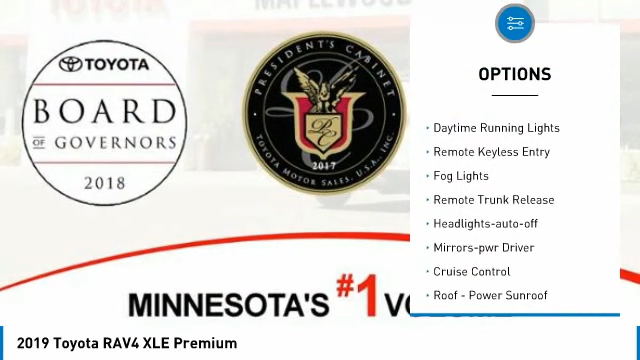 TOYOTA
BOARD
OF GOVERNORS
2018
PRESIDENT'S CABINET
2017
TOYOTA MOTOR SALES, U.S.A., INC.
MINNESOTA'S #1
OPTIONS
Daytime Running Lights
Remote Keyless Entry
Fog Lights
Remote Trunk Release
Headlights-auto-off
Mirrors-pwr Driver
Cruise Control
Roof - Power Sunroof
2019 Toyota RAV4 XLE Premium